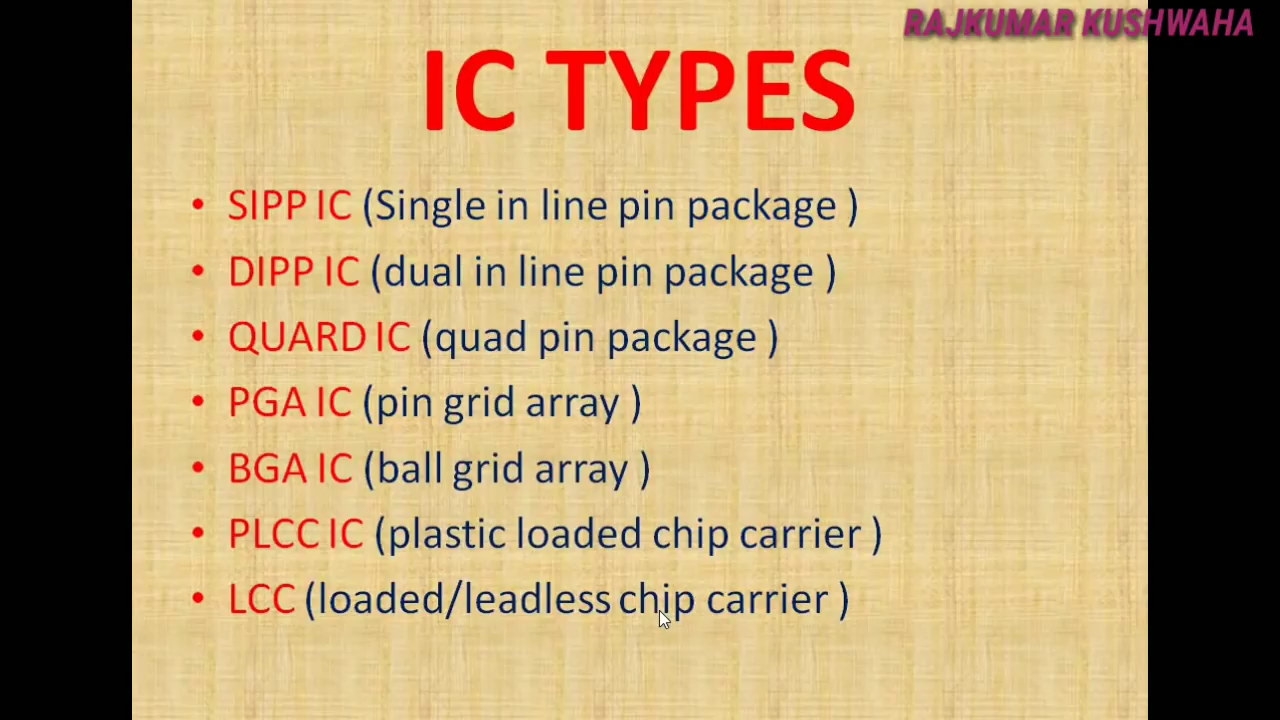 RAJKUMAR KUSHWAHA
IC TYPES
• SIPP IC (Single in line pin package )
• DIPP IC (dual in line pin package )
• QUARD IC (quad pin package )
• PGA IC (pin grid array )
• BGA IC (ball grid array )
• PLCC IC (plastic loaded chip carrier )
• LCC (loaded/leadless chip carrier )